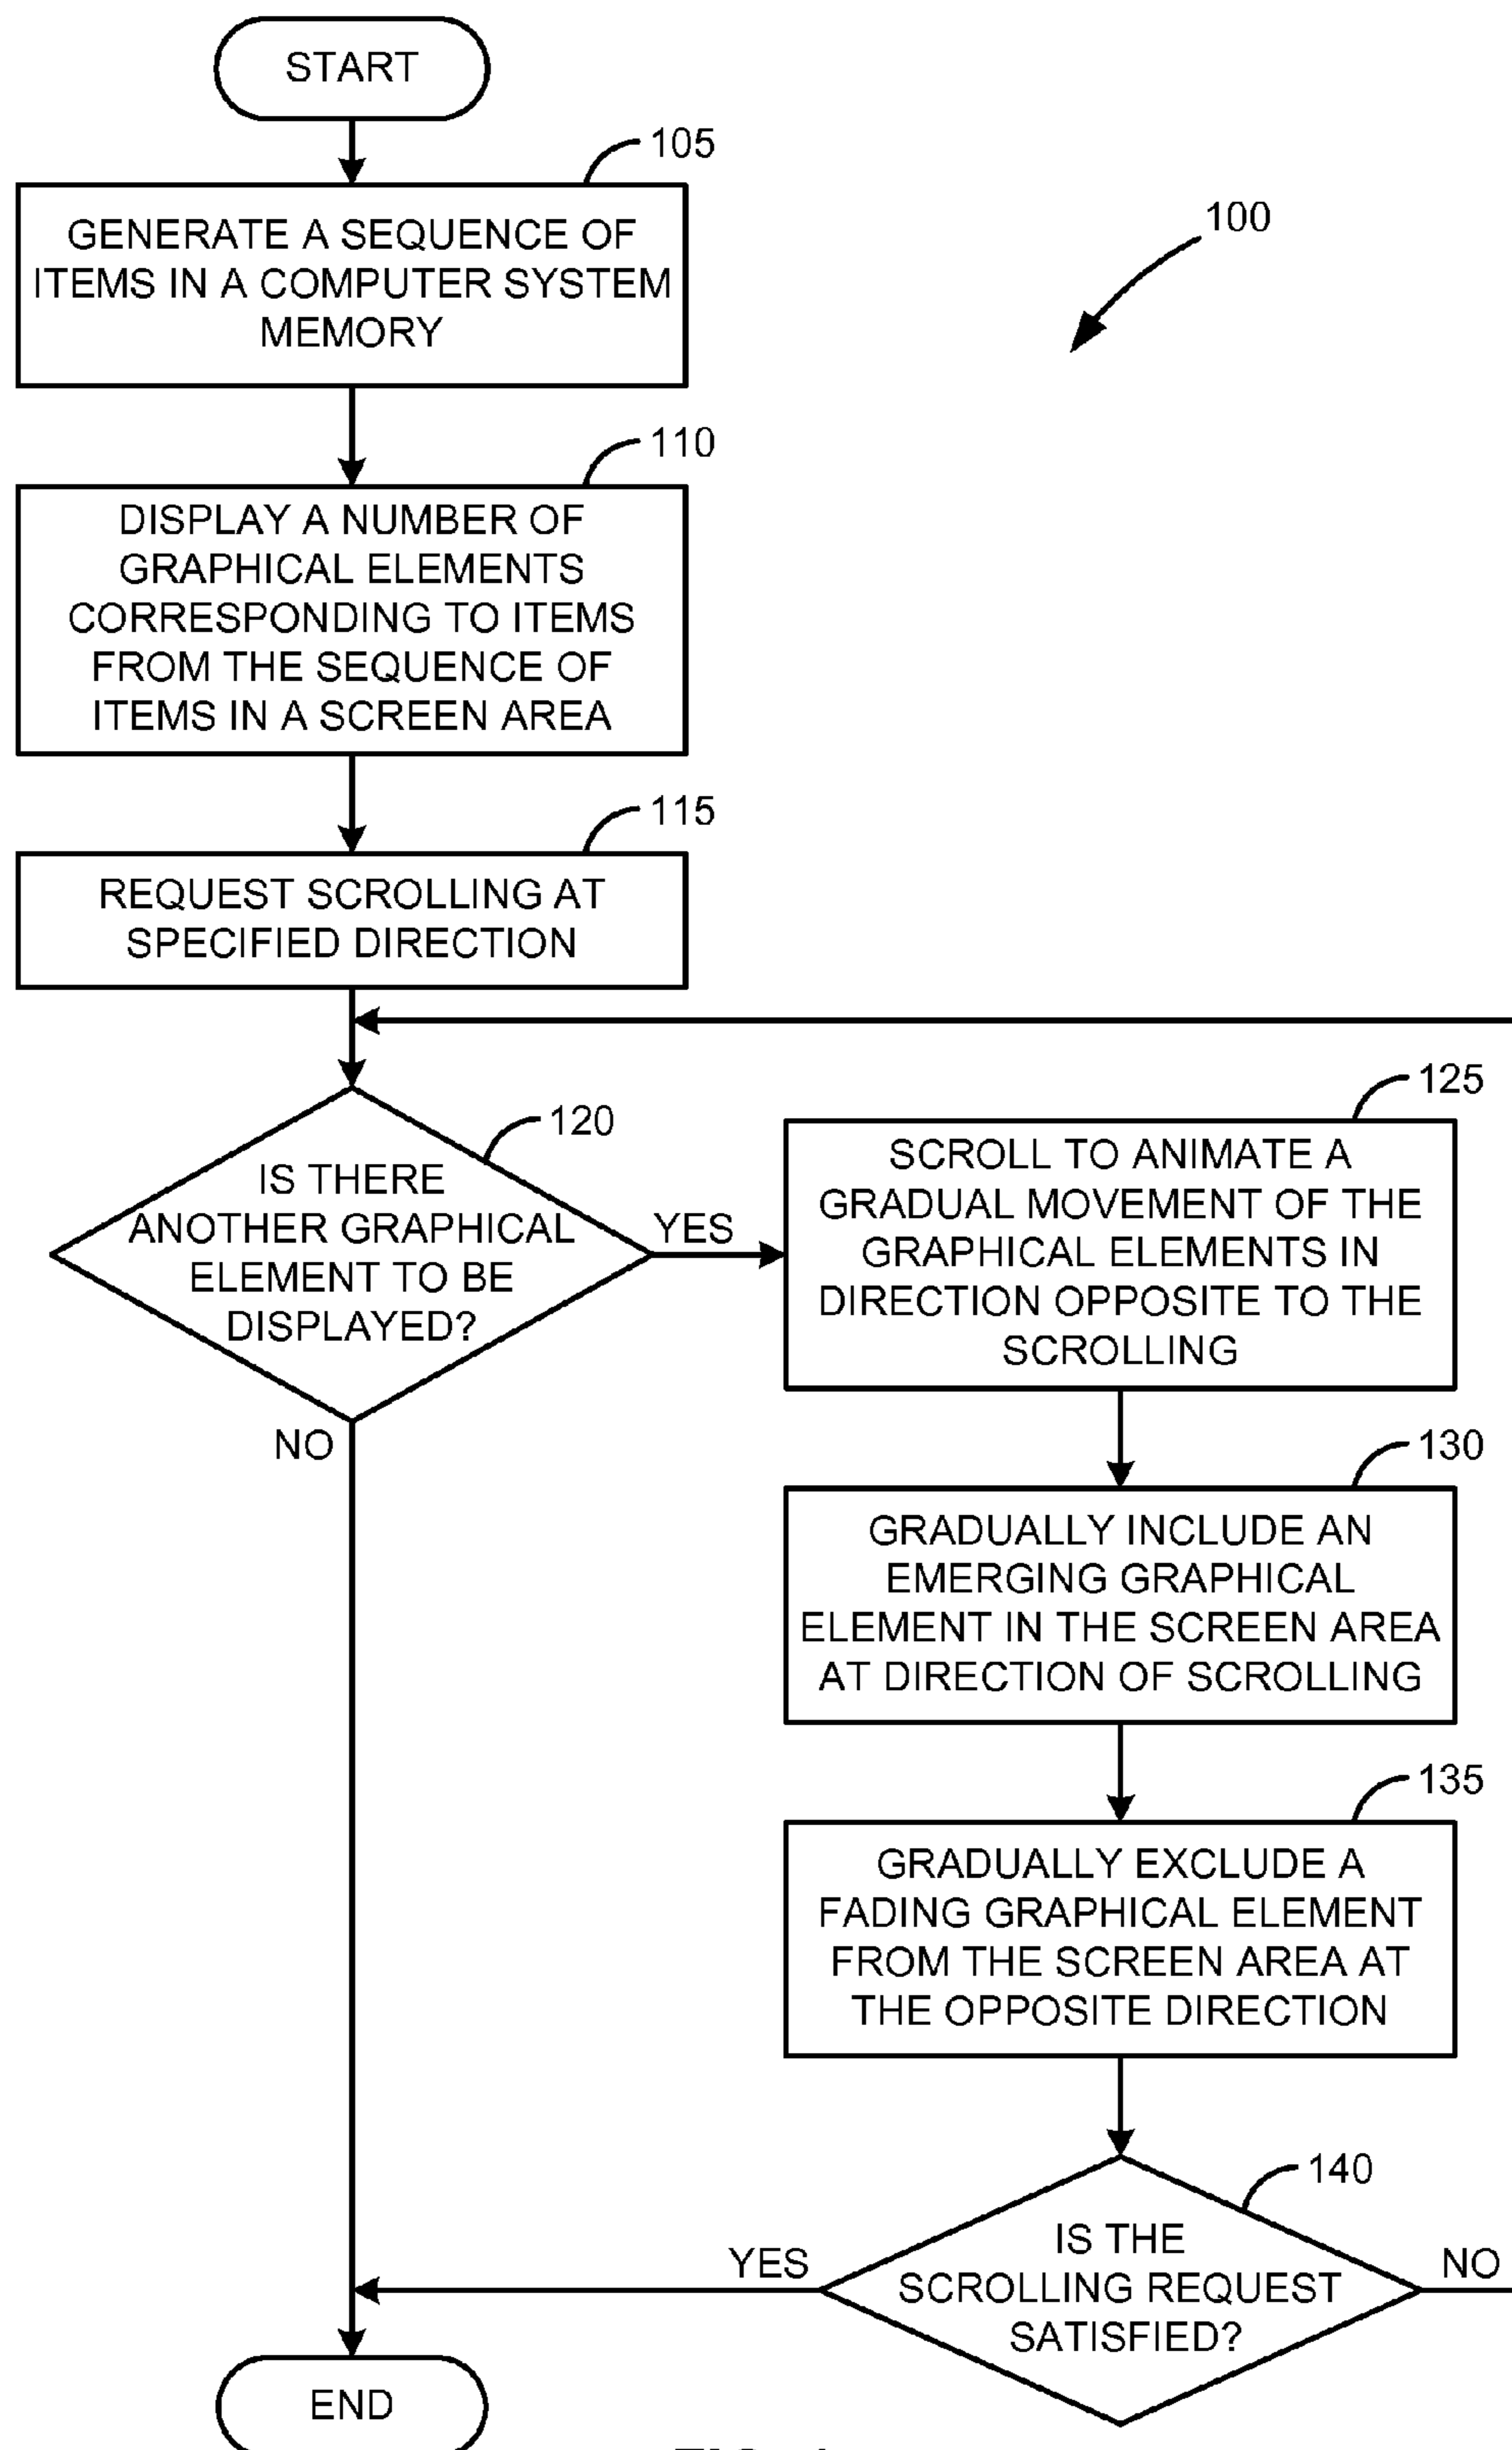 START
105
GENERATE A SEQUENCE OF
ITEMS IN A COMPUTER SYSTEM
MEMORY
100
110
DISPLAY A NUMBER OF
GRAPHICAL ELEMENTS
CORRESPONDING TO ITEMS
FROM THE SEQUENCE OF
ITEMS IN A SCREEN AREA
115
REQUEST SCROLLING AT
SPECIFIED DIRECTION
120
IS THERE
ANOTHER GRAPHICAL
ELEMENT TO BE
DISPLAYED?
YES
NO
125
SCROLL TO ANIMATE A
GRADUAL MOVEMENT OF THE
GRAPHICAL ELEMENTS IN
DIRECTION OPPOSITE TO THE
SCROLLING
130
GRADUALLY INCLUDE AN
EMERGING GRAPHICAL
ELEMENT IN THE SCREEN AREA
AT DIRECTION OF SCROLLING
135
GRADUALLY EXCLUDE A
FADING GRAPHICAL ELEMENT
FROM THE SCREEN AREA AT
THE OPPOSITE DIRECTION
140
IS THE
SCROLLING REQUEST
SATISFIED?
YES
NO
END